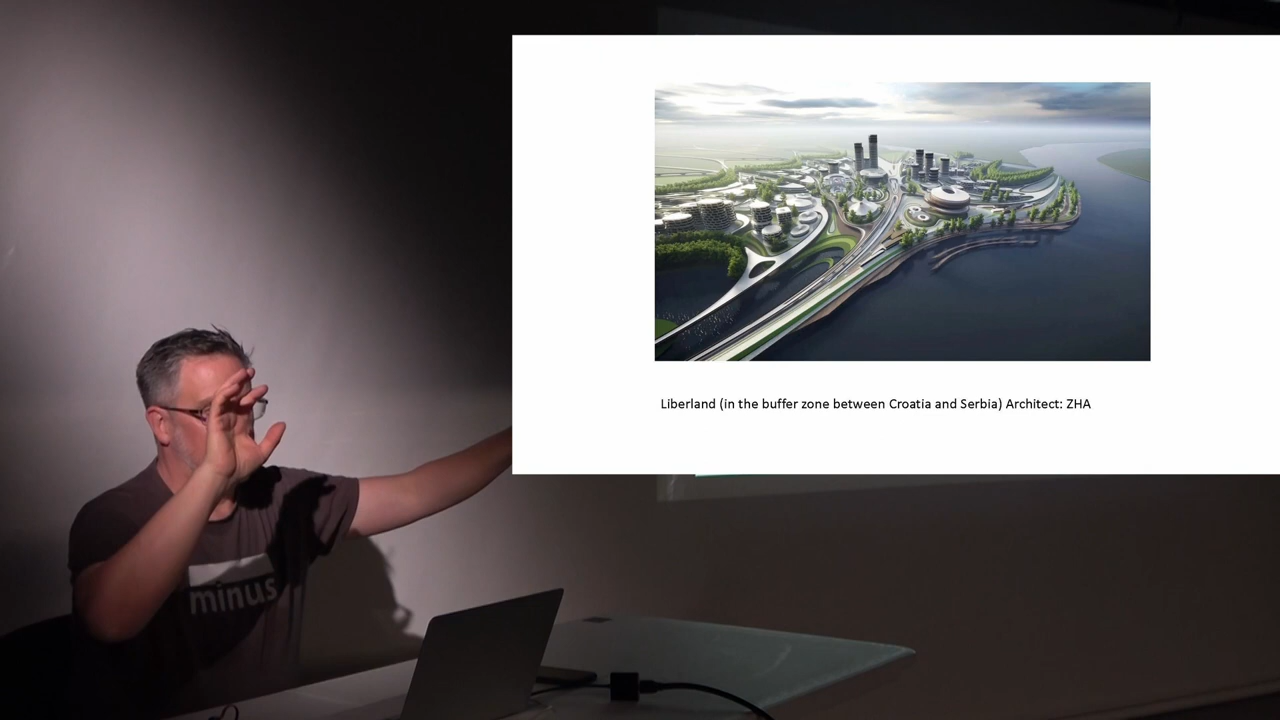 Liberland (in the buffer zone between Croatia and Serbia) Architect: ZHA
minus